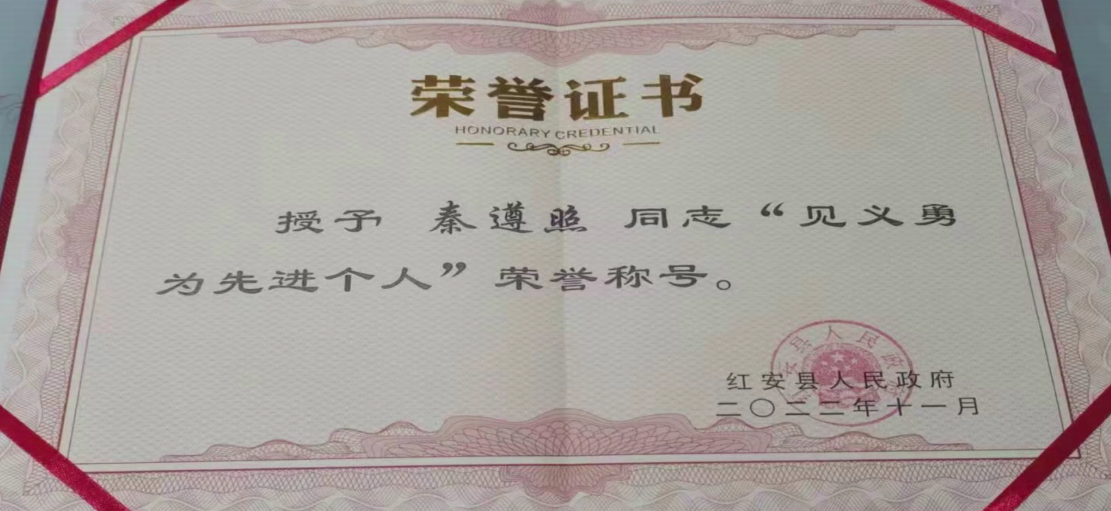 荣誉证书
HONORARY CREDENTIAL
授予 秦遵照 同志“见义勇
为先进个人”荣誉称号。
红安县人民政府
二〇二二年十一月